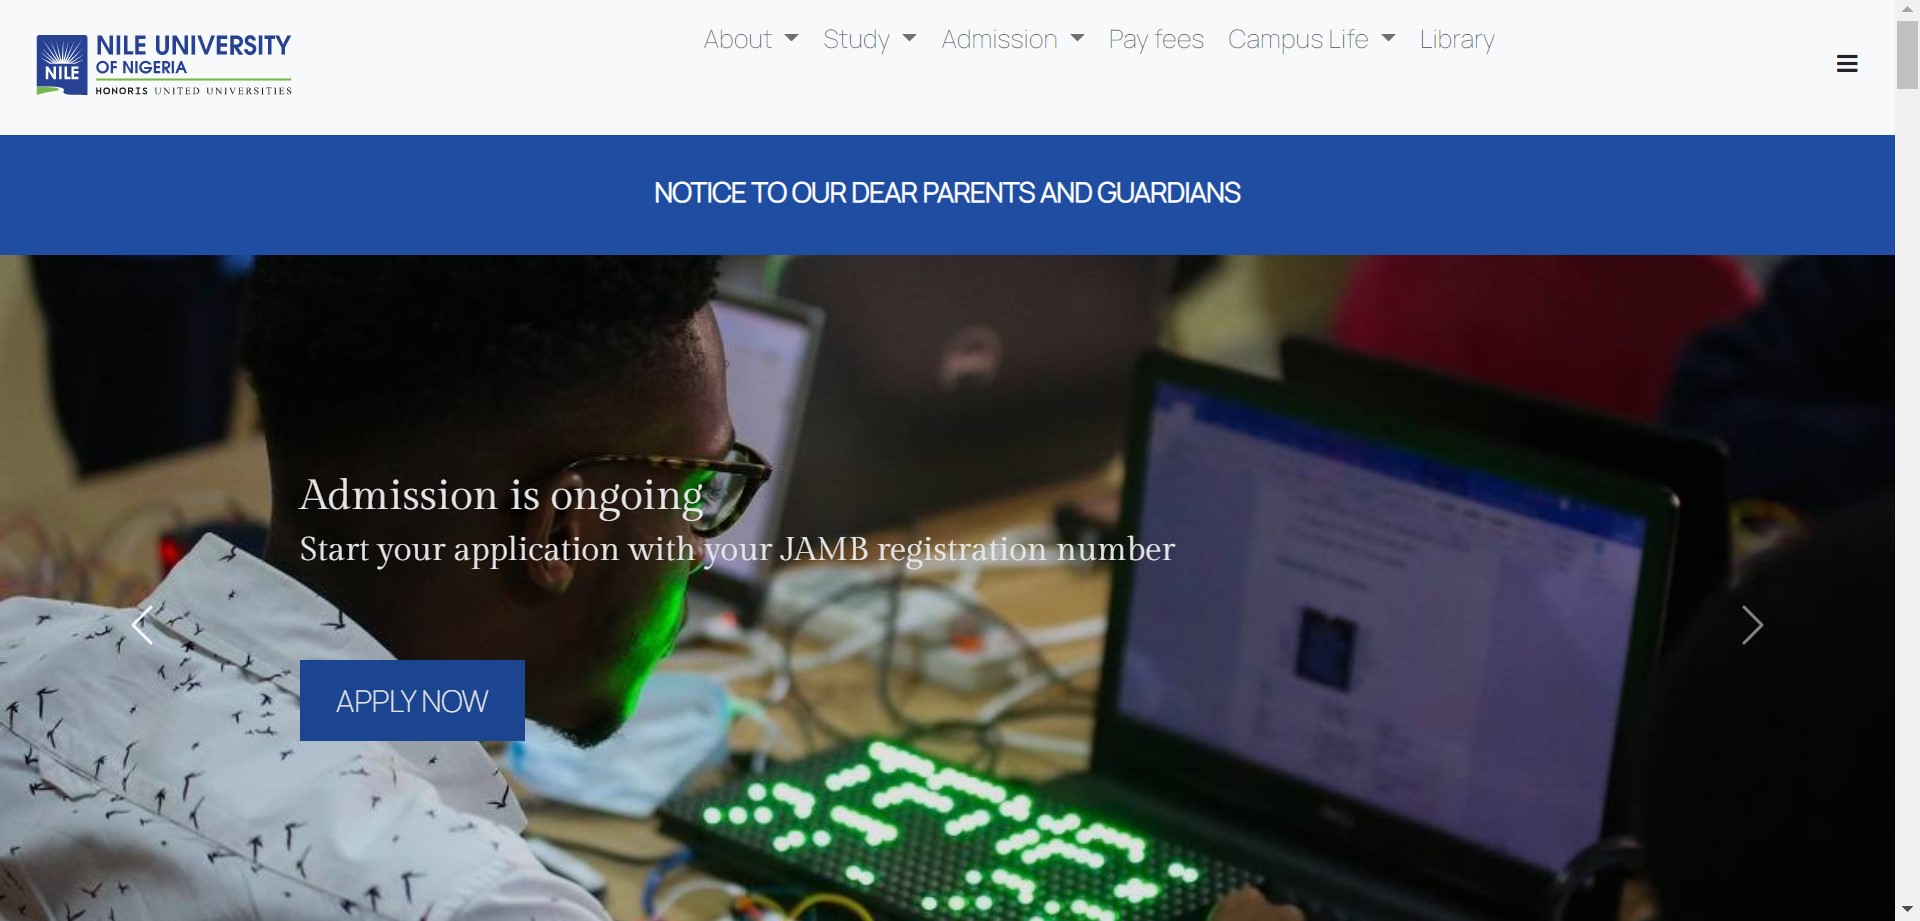 NILE UNIVERSITY
OF NIGERIA
NILE
HONORIS UNITED UNIVERSITIES
About Study Admission Pay fees Campus Life Library
NOTICE TO OUR DEAR PARENTS AND GUARDIANS
Admission is ongoing
Start your application with your JAMB registration number
APPLY NOW